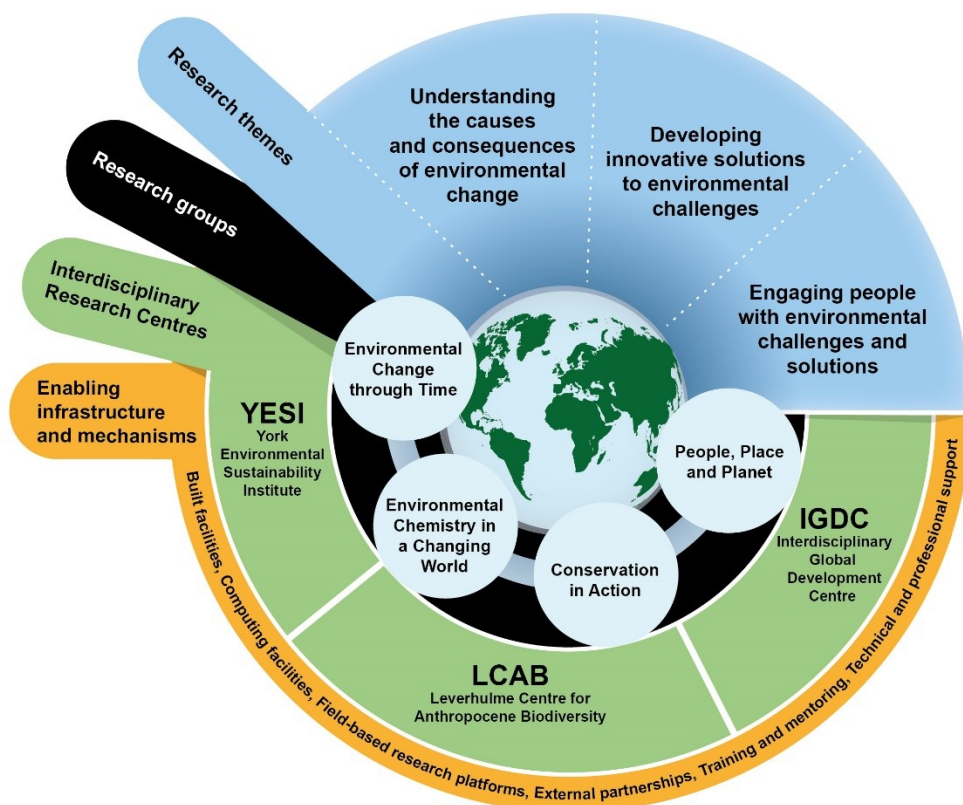 Research themes
Understanding
the causes
and consequences
of environmental
change
Developing
innovative solutions
to environmental
challenges
Engaging people
with environmental
challenges and
solutions
Research groups
Environmental
Change
through Time
Environmental
Chemistry in
a Changing
World
Conservation
in Action
People, Place
and Planet
Interdisciplinary
Research Centres
YESI
York
Environmental
Sustainability
Institute
LCAB
Leverhulme Centre for
Anthropocene Biodiversity
IGDC
Interdisciplinary
Global
Development
Centre
Enabling
infrastructure
and mechanisms
Built facilities, Computing facilities, Field-based research platforms, External partnerships, Training and mentoring, Technical and professional support